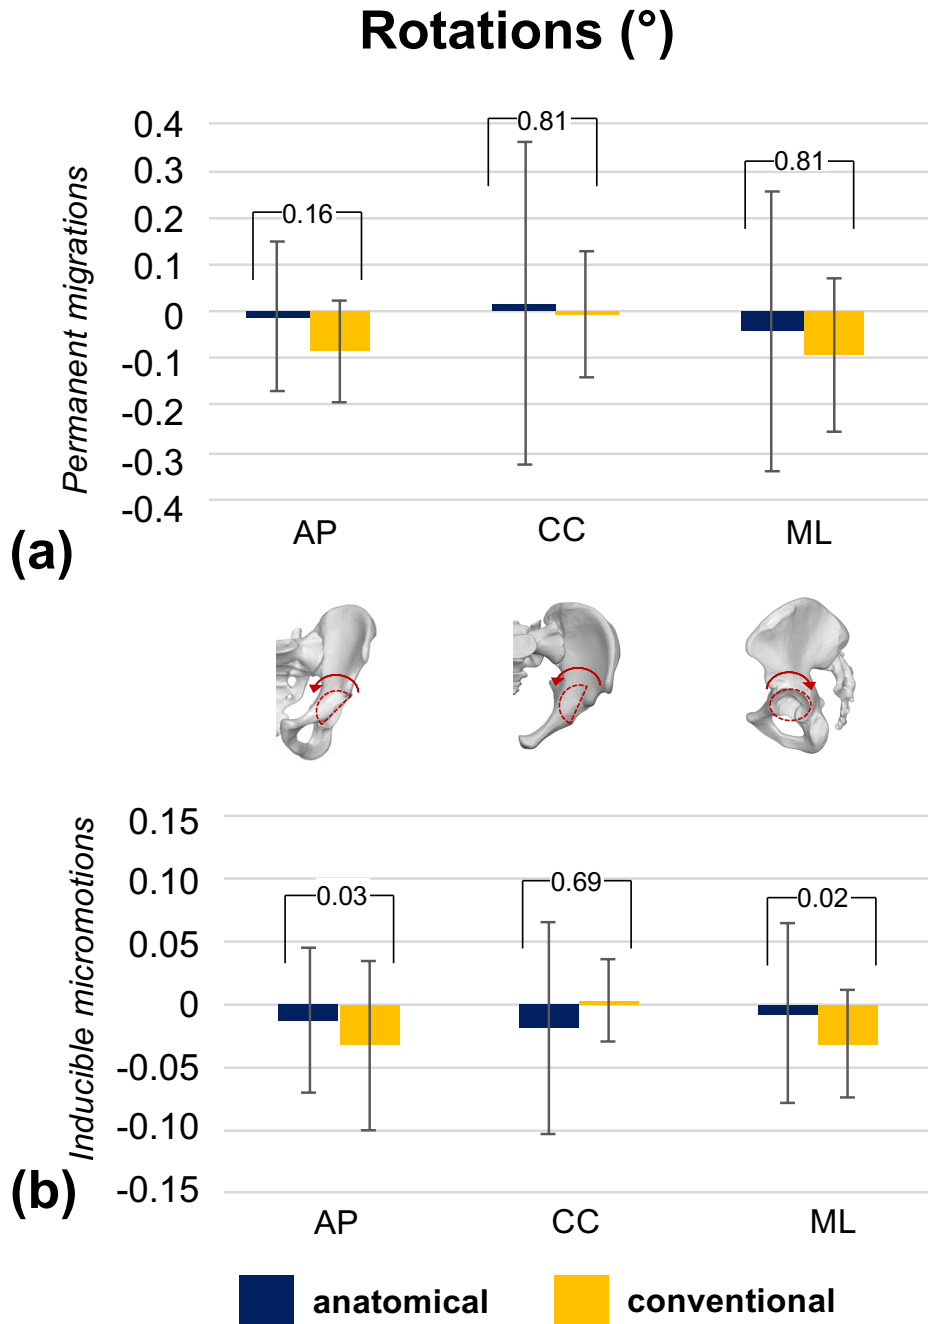 Rotations (°)
Permanent migrations
0.4
0.3
0.2
0.1
0
-0.1
-0.2
-0.3
-0.4
0.16
0.81
0.81
AP CC ML
(a)
Inducible micromotions
0.15
0.10
0.05
0
-0.05
-0.10
-0.15
0.03
0.69
0.02
(b)
AP CC ML
anatomical conventional